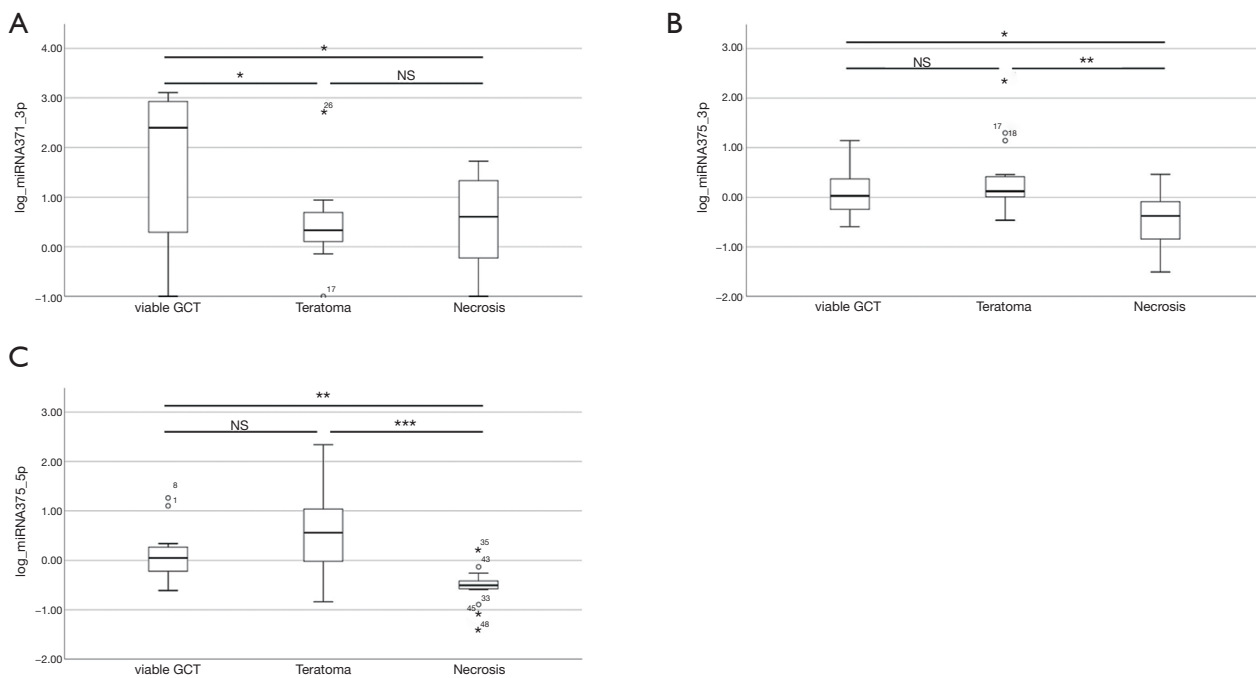 A
4.00
3.00
2.00
1.00
0.00
−1.00
log_miRNA371_3p
*
*
NS
26
*
17
viable GCT
Teratoma
Necrosis
B
3.00
2.00
1.00
0.00
−1.00
−2.00
log_miRNA375_3p
*
NS
**
*
17
18
viable GCT
Teratoma
Necrosis
C
3.00
2.00
1.00
0.00
−1.00
−2.00
log_miRNA375_5p
**
NS
***
8
1
35
*
43
33
45
*
48
*
viable GCT
Teratoma
Necrosis